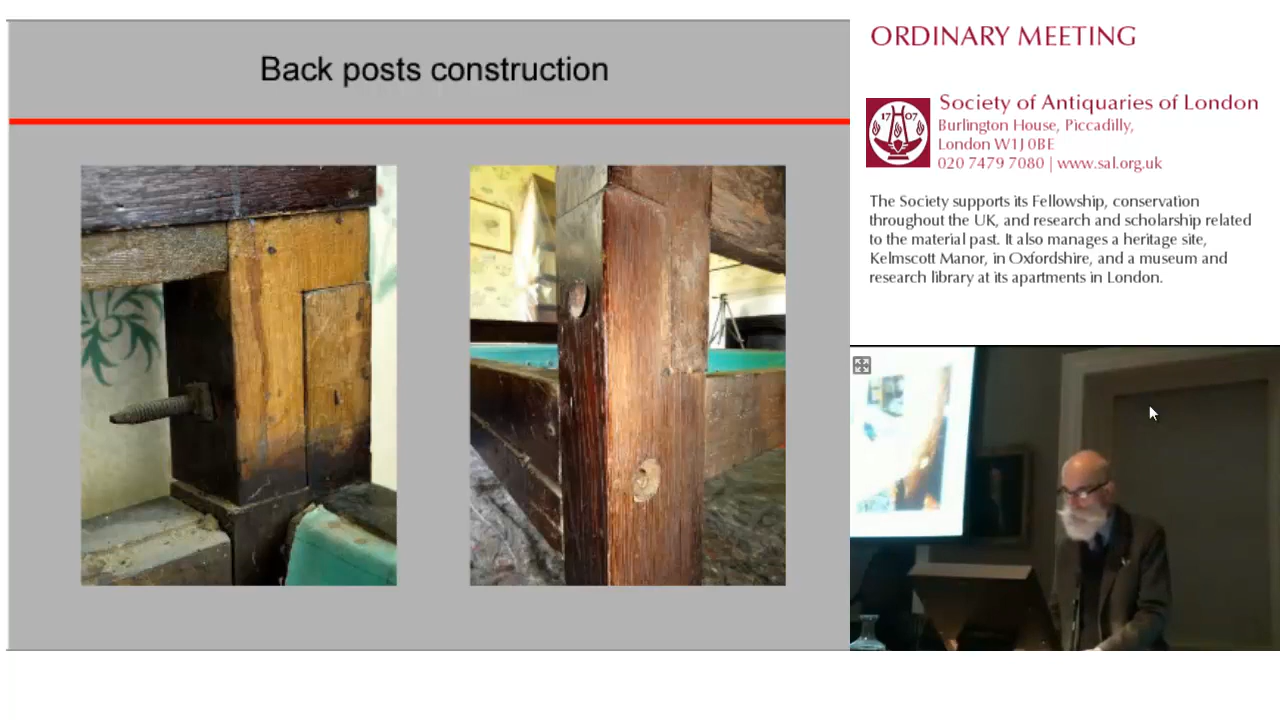 Back posts construction
ORDINARY MEETING
17 07
Society of Antiquaries of London
Burlington House, Piccadilly,
London W1J 0BE
020 7479 7080 | www.sal.org.uk
The Society supports its Fellowship, conservation
throughout the UK, and research and scholarship related
to the material past. It also manages a heritage site,
Kelmscott Manor, in Oxfordshire, and a museum and
research library at its apartments in London.